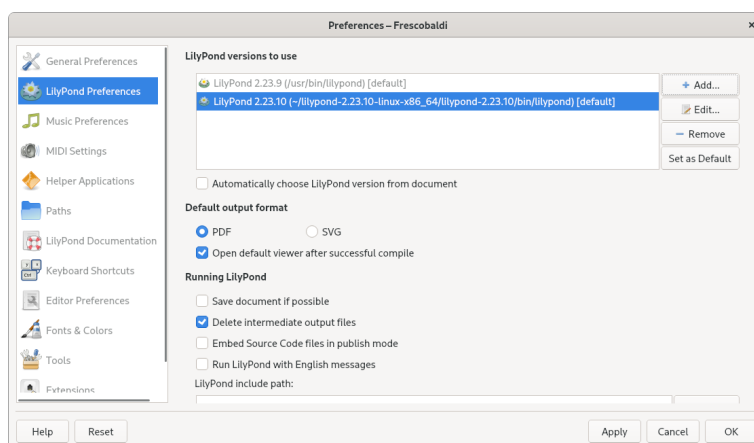 Preferences – Frescobaldi
General Preferences
LilyPond Preferences
Music Preferences
MIDI Settings
Helper Applications
Paths
LilyPond Documentation
Keyboard Shortcuts
Editor Preferences
Fonts & Colors
Tools
Extensions
LilyPond versions to use
LilyPond 2.23.9 (/usr/bin/lilypond) [default]
LilyPond 2.23.10 (~/lilypond-2.23.10-linux-x86_64/lilypond-2.23.10/bin/lilypond) [default]
Add...
Edit...
Remove
Set as Default
Automatically choose LilyPond version from document
Default output format
PDF SVG
Open default viewer after successful compile
Running LilyPond
Save document if possible
Delete intermediate output files
Embed Source Code files in publish mode
Run LilyPond with English messages
LilyPond include path:
Help Reset Apply Cancel OK